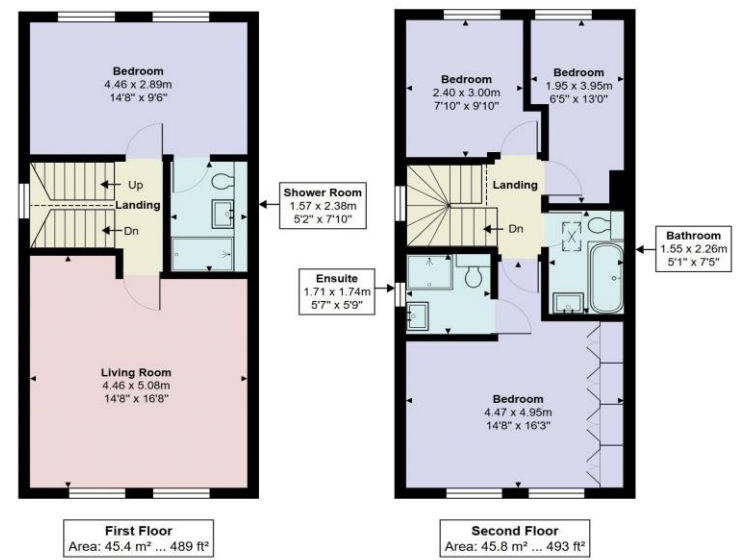 Bedroom
4.46 x 2.89m
14'8" x 9'6"
Up
Landing
Dn
Shower Room
1.57 x 2.38m
5'2" x 7'10"
Living Room
4.46 x 5.08m
14'8" x 16'8"
First Floor
Area: 45.4 m² ... 489 ft²
Bedroom
2.40 x 3.00m
7'10" x 9'10"
Bedroom
1.95 x 3.95m
6'5" x 13'0"
Landing
Dn
Bathroom
1.55 x 2.26m
5'1" x 7'5"
Ensuite
1.71 x 1.74m
5'7" x 5'9"
Bedroom
4.47 x 4.95m
14'8" x 16'3"
Second Floor
Area: 45.8 m² ... 493 ft²